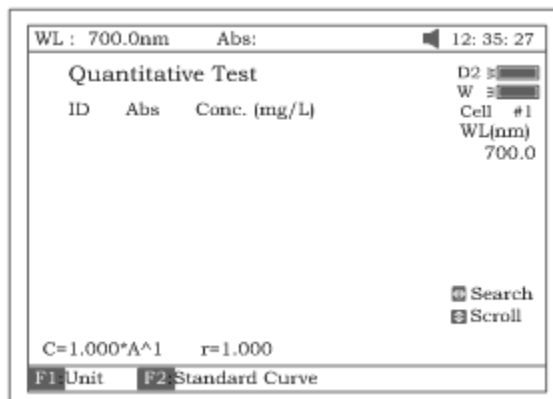 WL : 700.0nm Abs: 12: 35: 27
Quantitative Test
D2
W
ID Abs Conc. (mg/L)
Cell #1
WL(nm)
700.0
Search
Scroll
C=1.000*A^1 r=1.000
F1:Unit F2:Standard Curve